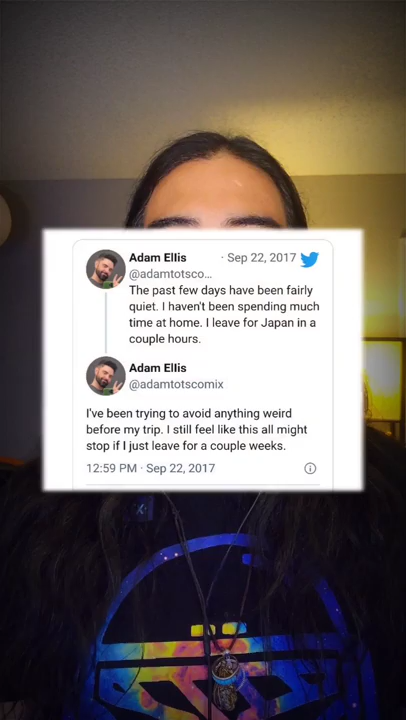 Adam Ellis · Sep 22, 2017
@adamtotsco...
The past few days have been fairly
quiet. I haven't been spending much
time at home. I leave for Japan in a
couple hours.
Adam Ellis
@adamtotscomix
I've been trying to avoid anything weird
before my trip. I still feel like this all might
stop if I just leave for a couple weeks.
12:59 PM · Sep 22, 2017